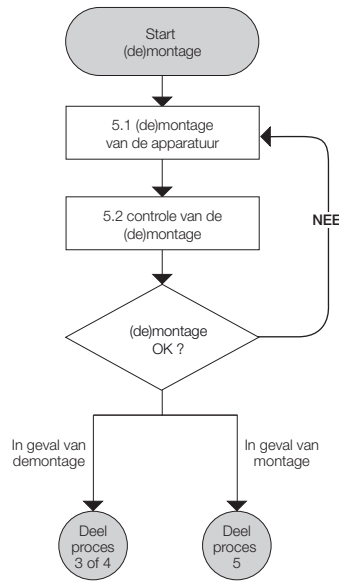 Start
(de)montage
5.1 (de)montage
van de apparatuur
5.2 controle van de
(de)montage
NEE
(de)montage
OK ?
In geval van
demontage
In geval van
montage
Deel
proces
3 of 4
Deel
proces
5